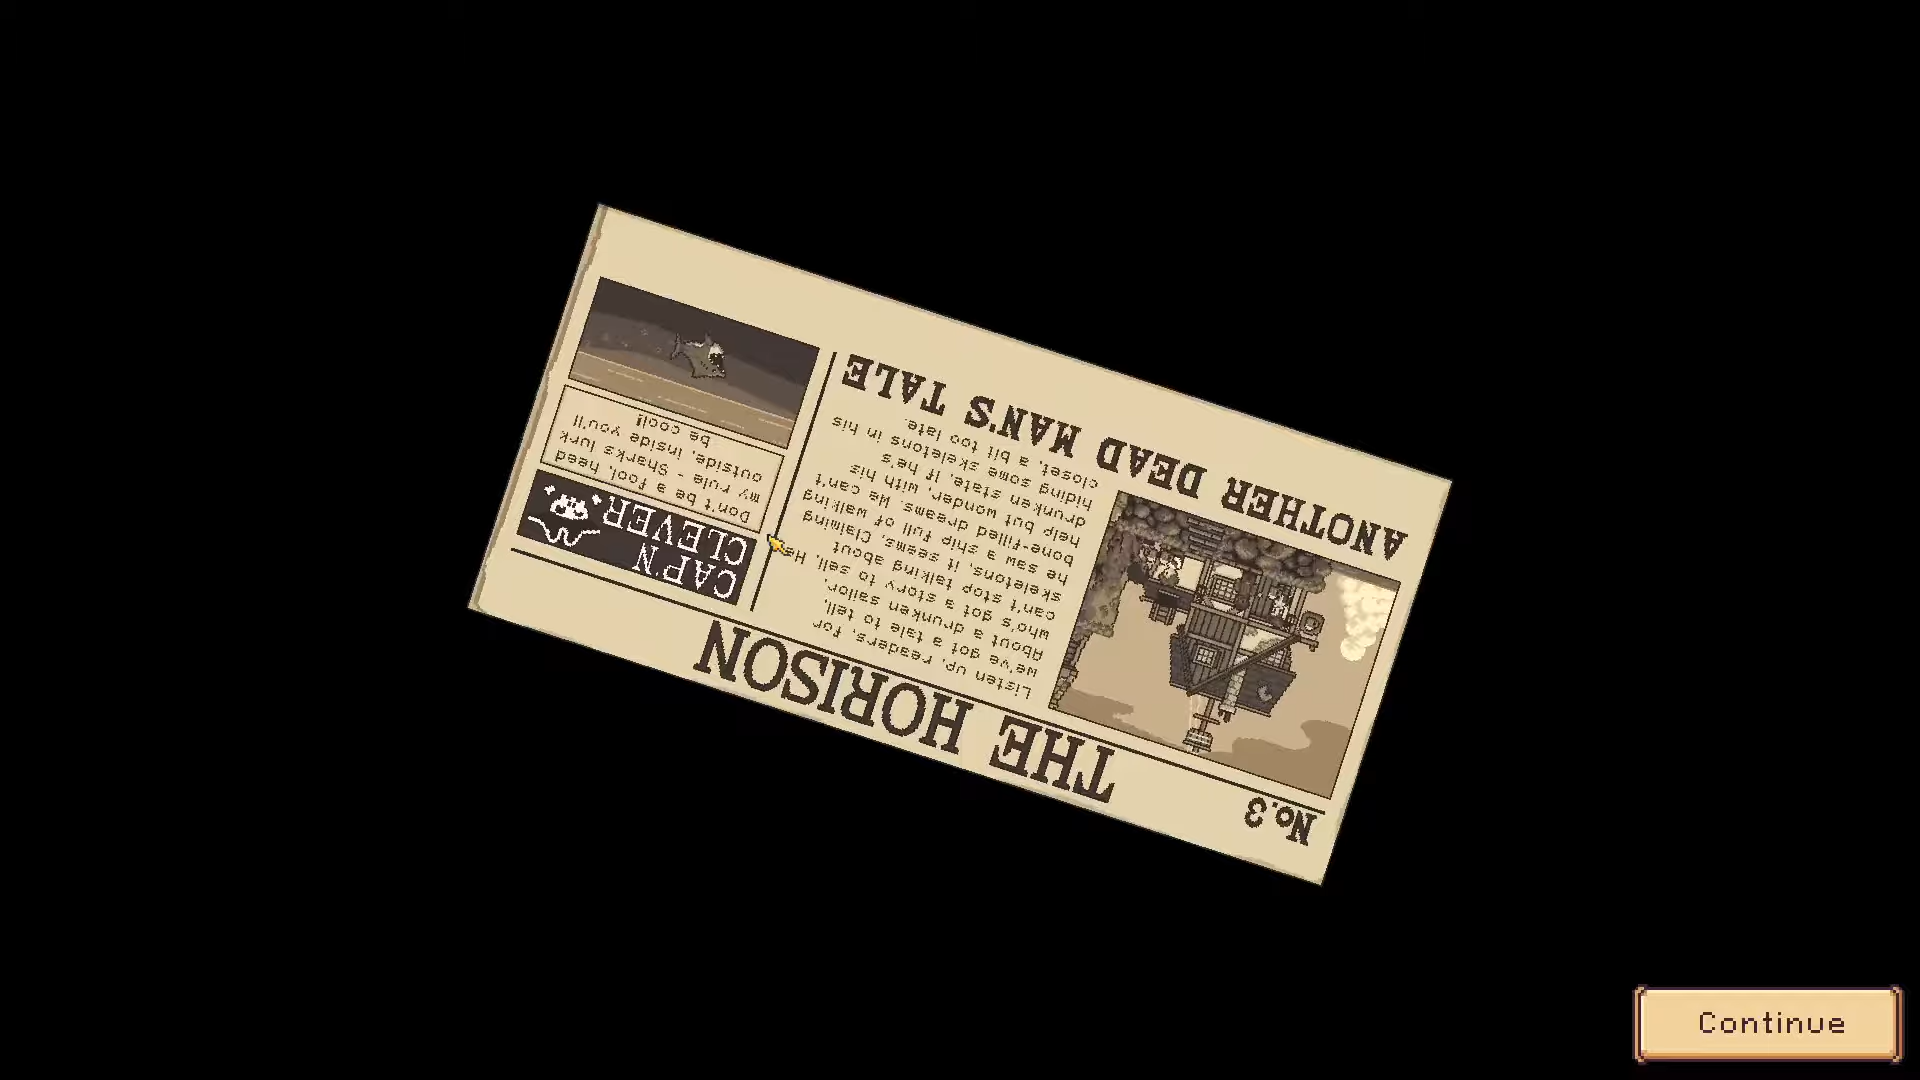 No.3
THE HORISON
Listen up, readers, for
we've got a tale to tell,
About a drunken sailor,
who's got a story to sell. He
can't stop talking about
skeletons, it seems. Claiming
he saw a ship full of walking
bone-filled dreams. We can't
help but wonder, with his
drunken state, if he's
hiding some skeletons in his
closet, a bit too late.
CAP'N
CLEVER
Don't be a fool, heed
my rule - Sharks lurk
outside, inside you'll
be cool!
ANOTHER DEAD MAN'S TALE
Continue